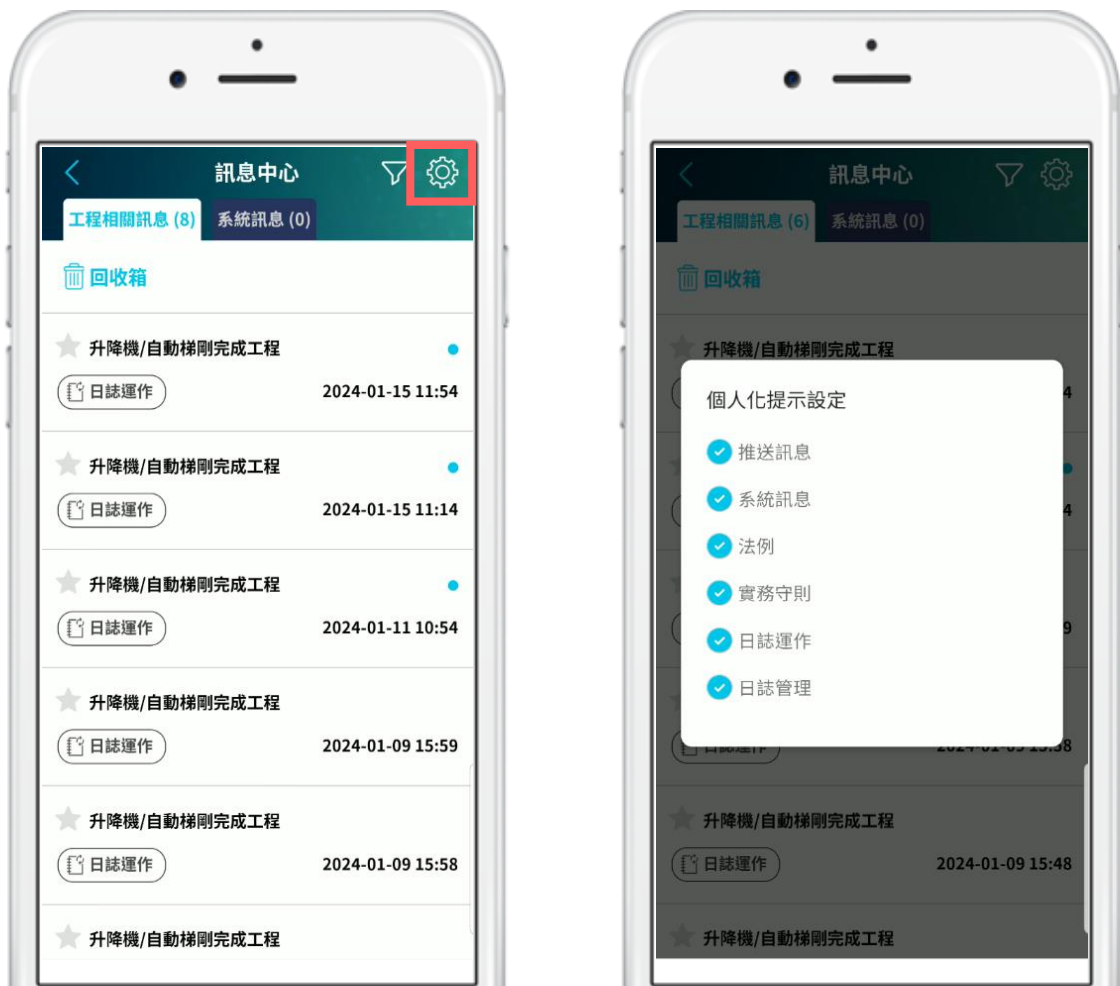 訊息中心
工程相關訊息 (8) 系統訊息 (0)
回收箱
升降機/自動梯剛完成工程
日誌運作 2024-01-15 11:54
升降機/自動梯剛完成工程
日誌運作 2024-01-15 11:14
升降機/自動梯剛完成工程
日誌運作 2024-01-11 10:54
升降機/自動梯剛完成工程
日誌運作 2024-01-09 15:59
升降機/自動梯剛完成工程
日誌運作 2024-01-09 15:58
升降機/自動梯剛完成工程
訊息中心
工程相關訊息 (6) 系統訊息 (0)
回收箱
升降機/自動梯剛完成工程
4
個人化提示設定
推送訊息
系統訊息
4
法例
實務守則
9
日誌運作
日誌管理
升降機/自動梯剛完成工程
日誌運作 2024-01-09 15:48
升降機/自動梯剛完成工程